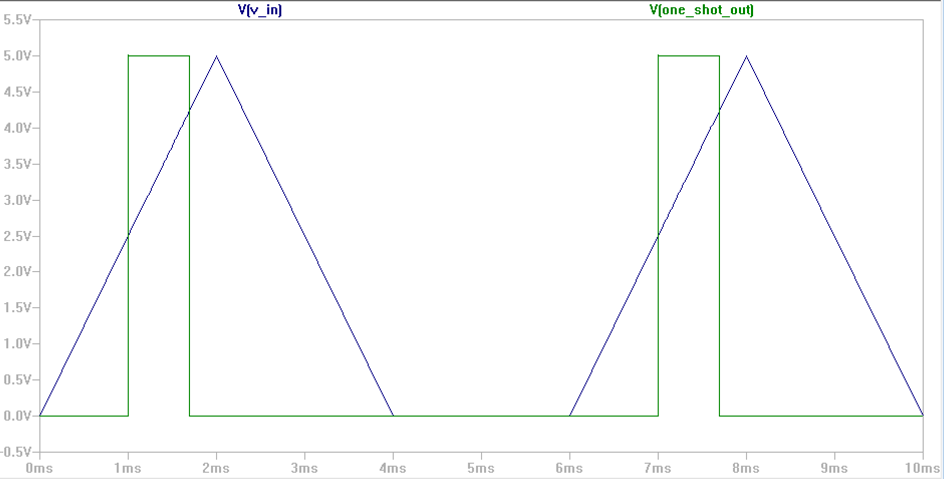 V(v_in) V(one_shot_out)
5.5V
5.0V
4.5V
4.0V
3.5V
3.0V
2.5V
2.0V
1.5V
1.0V
0.5V
0.0V
-0.5V
0ms 1ms 2ms 3ms 4ms 5ms 6ms 7ms 8ms 9ms 10ms